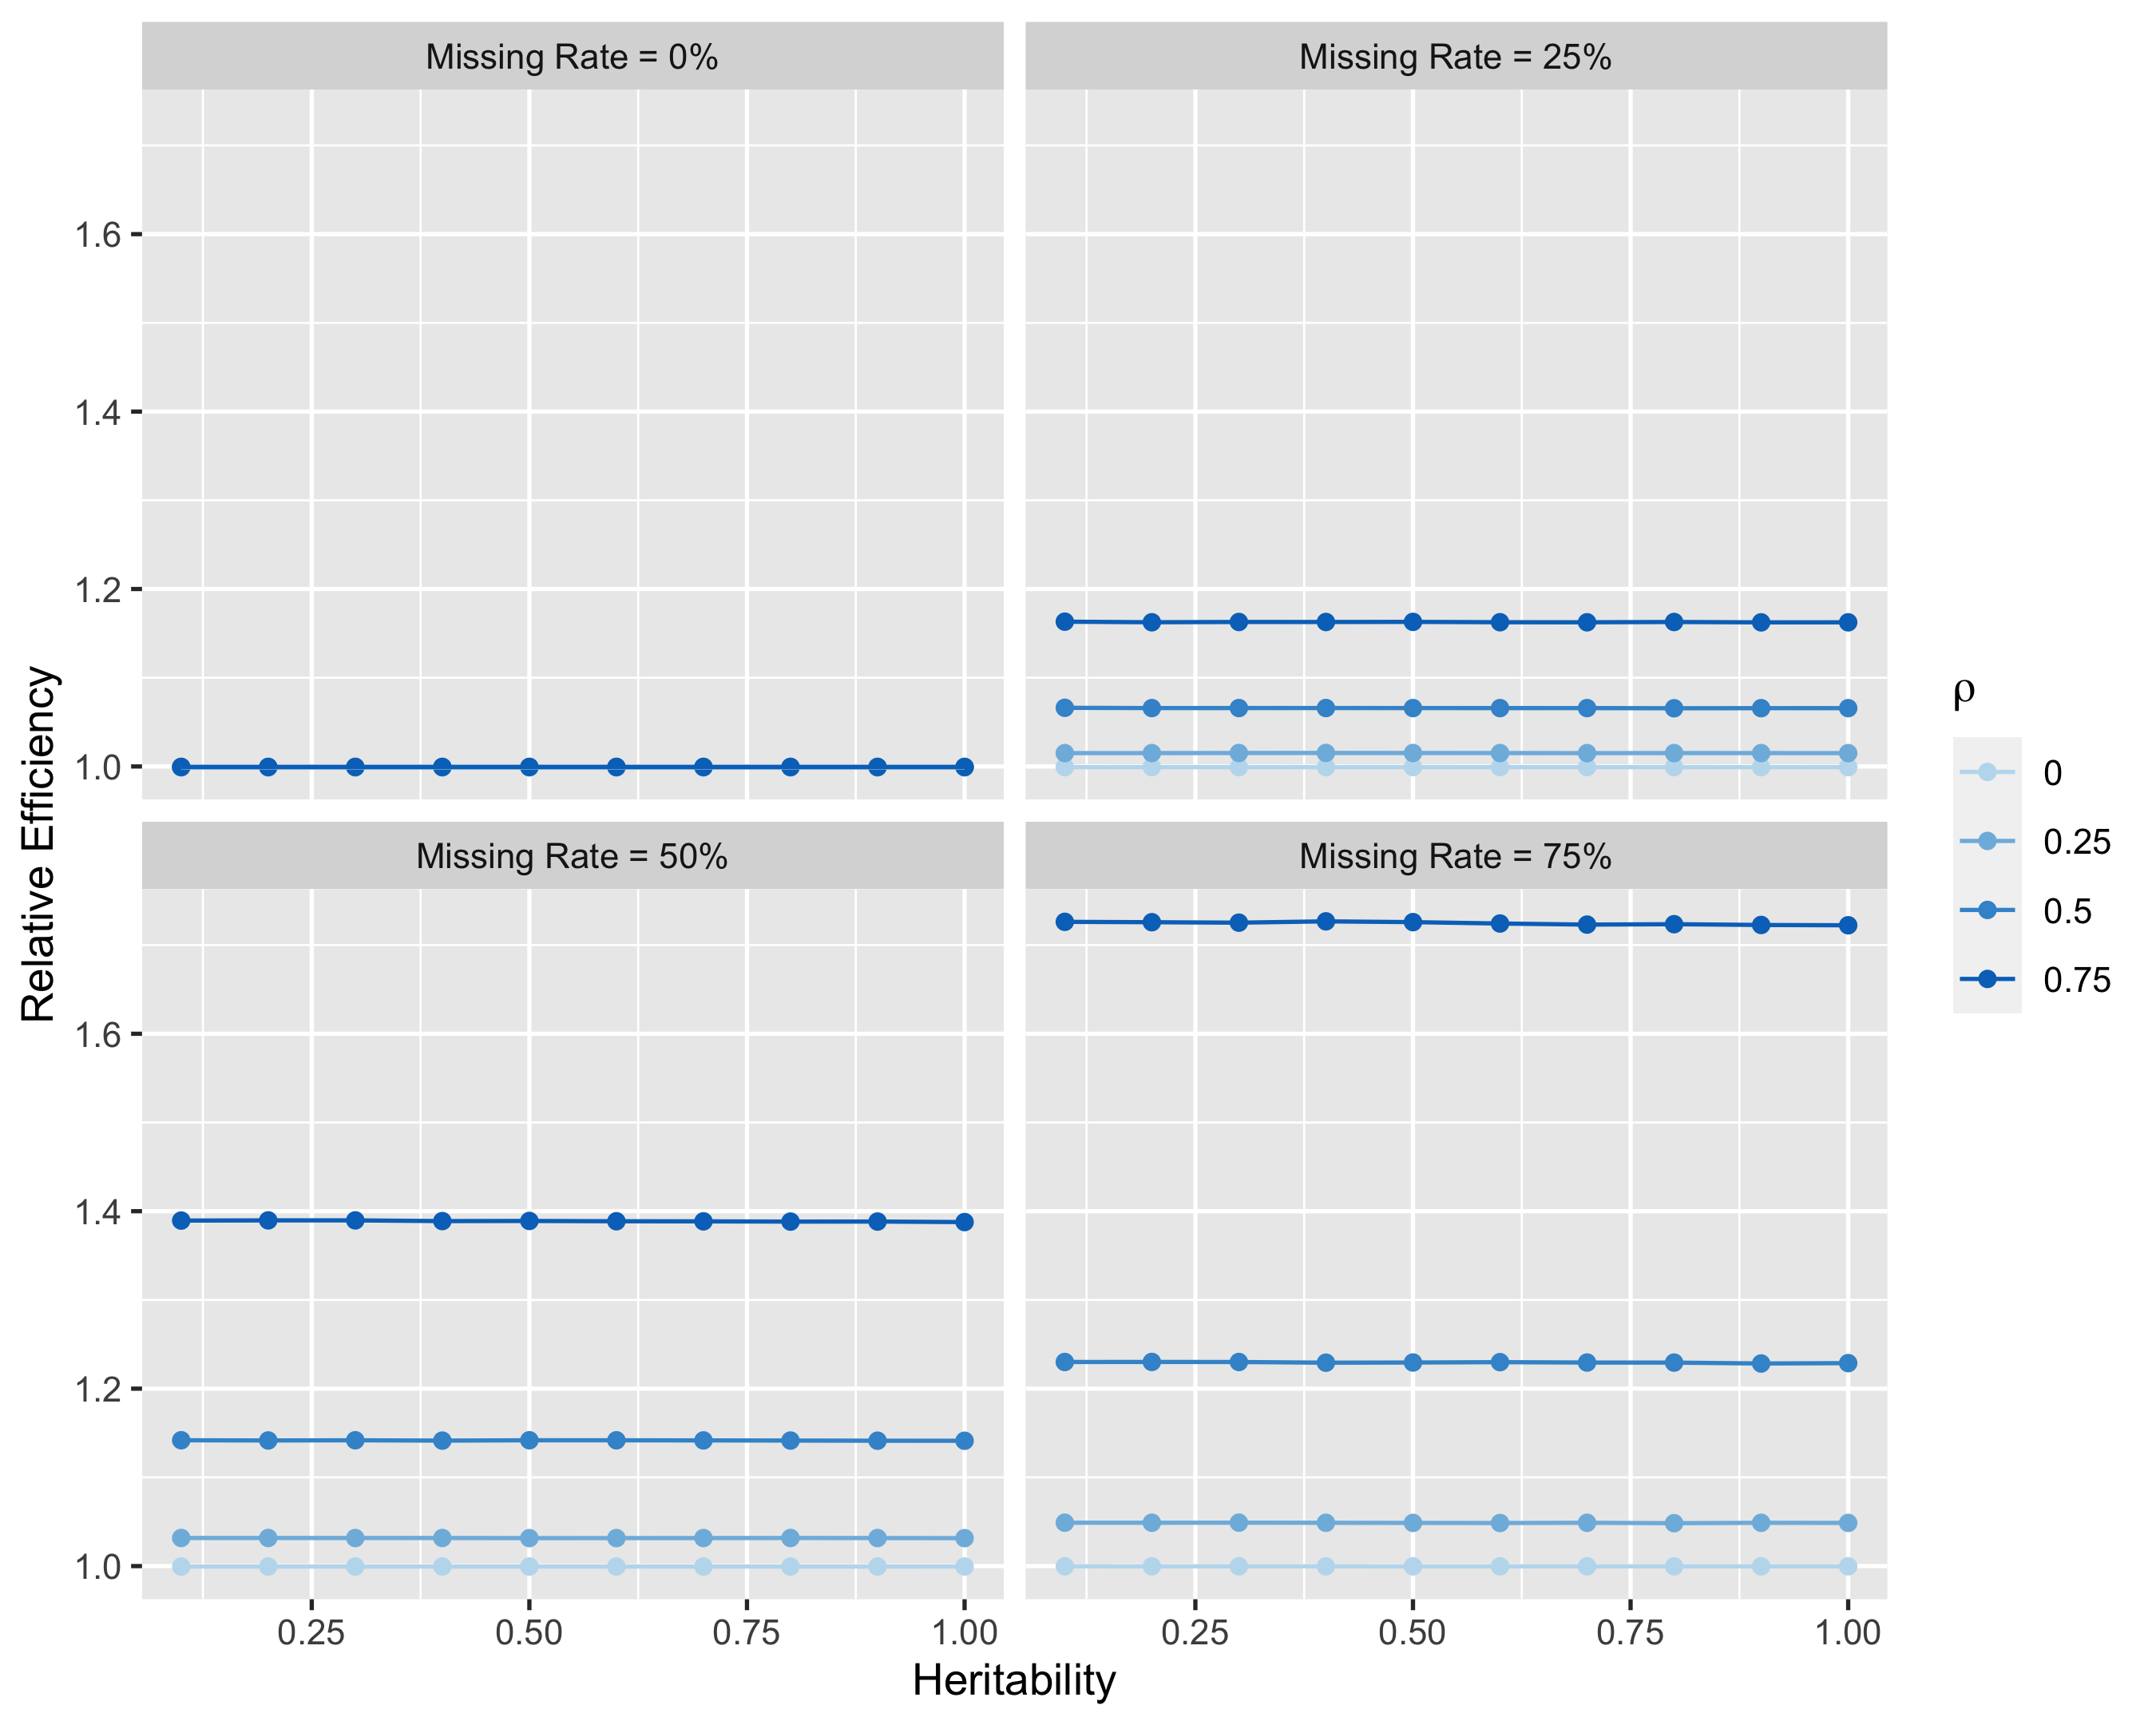 Missing Rate = 0%
Missing Rate = 25%
1.6
1.4
1.2
1.0
Missing Rate = 50%
Missing Rate = 75%
1.6
1.4
1.2
1.0
0.25 0.50 0.75 1.00
0.25 0.50 0.75 1.00
Heritability
Relative Efficiency
ρ
0
0.25
0.5
0.75